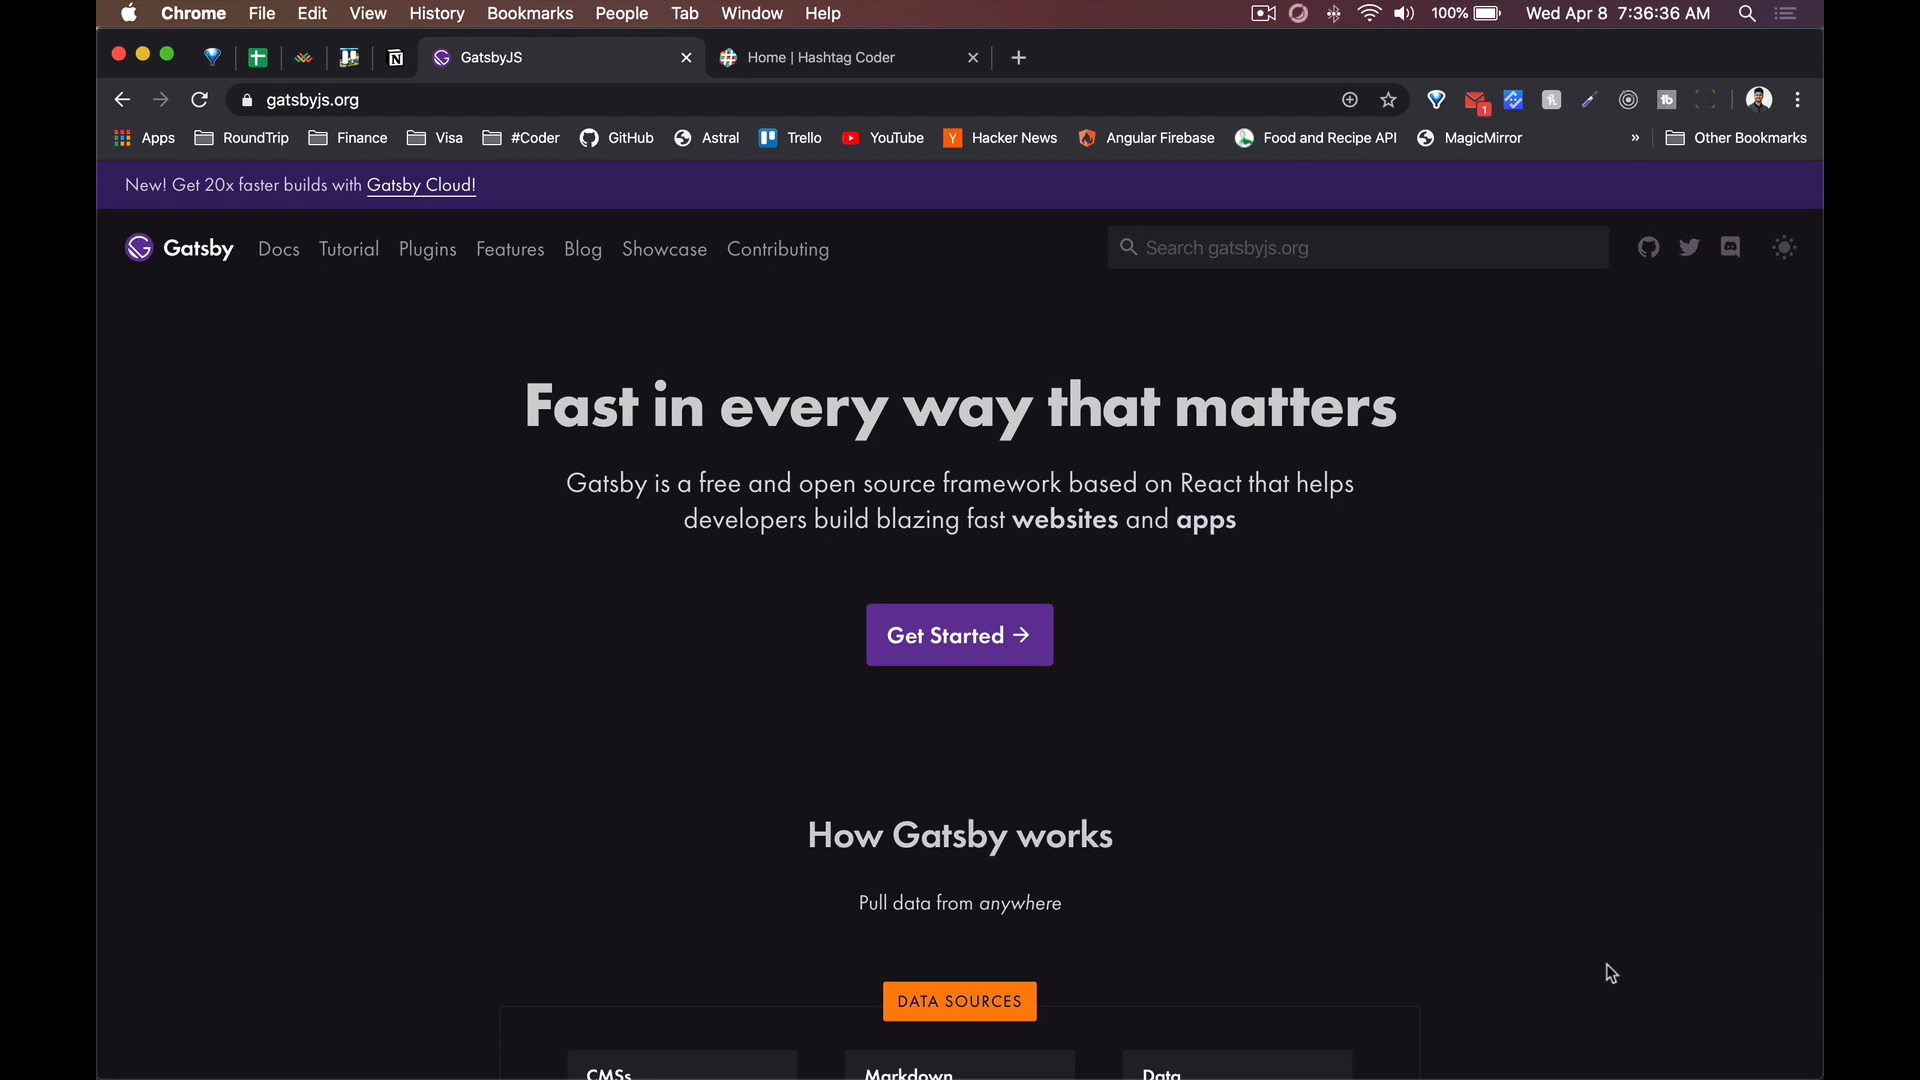 Chrome File Edit View History Bookmarks People Tab Window Help 100% Wed Apr 8 7:36:36 AM
GatsbyJS Home | Hashtag Coder
gatsbyjs.org 1 tb
Apps RoundTrip Finance Visa #Coder GitHub Astral Trello YouTube Y Hacker News Angular Firebase Food and Recipe API MagicMirror » Other Bookmarks
New! Get 20x faster builds with Gatsby Cloud!
Gatsby Docs Tutorial Plugins Features Blog Showcase Contributing Search gatsbyjs.org
Fast in every way that matters
Gatsby is a free and open source framework based on React that helps
developers build blazing fast websites and apps
Get Started →
How Gatsby works
Pull data from anywhere
DATA SOURCES
CMSs Markdown Data